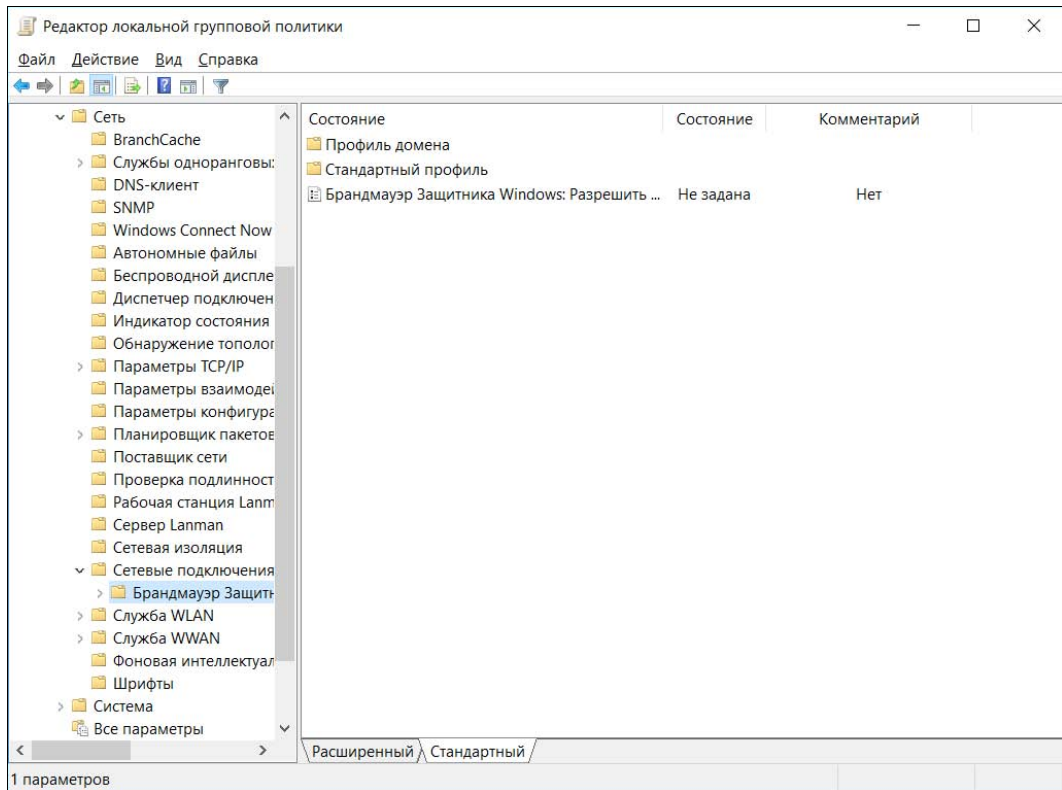 Редактор локальной групповой политики
Файл Действие Вид Справка
Сеть
BranchCache
Службы одноранговых
DNS-клиент
SNMP
Windows Connect Now
Автономные файлы
Беспроводной диспле
Диспетчер подключен
Индикатор состояния
Обнаружение тополог
Параметры TCP/IP
Параметры взаимодей
Параметры конфигура
Планировщик пакетов
Поставщик сети
Проверка подлинност
Рабочая станция Lanm
Сервер Lanman
Сетевая изоляция
Сетевые подключения
Брандмауэр Защитн
Служба WLAN
Служба WWAN
Фоновая интеллектуал
Шрифты
Система
Все параметры
Состояние Состояние Комментарий
Профиль домена
Стандартный профиль
Брандмауэр Защитника Windows: Разрешить ... Не задана Нет
Расширенный Стандартный
1 параметров